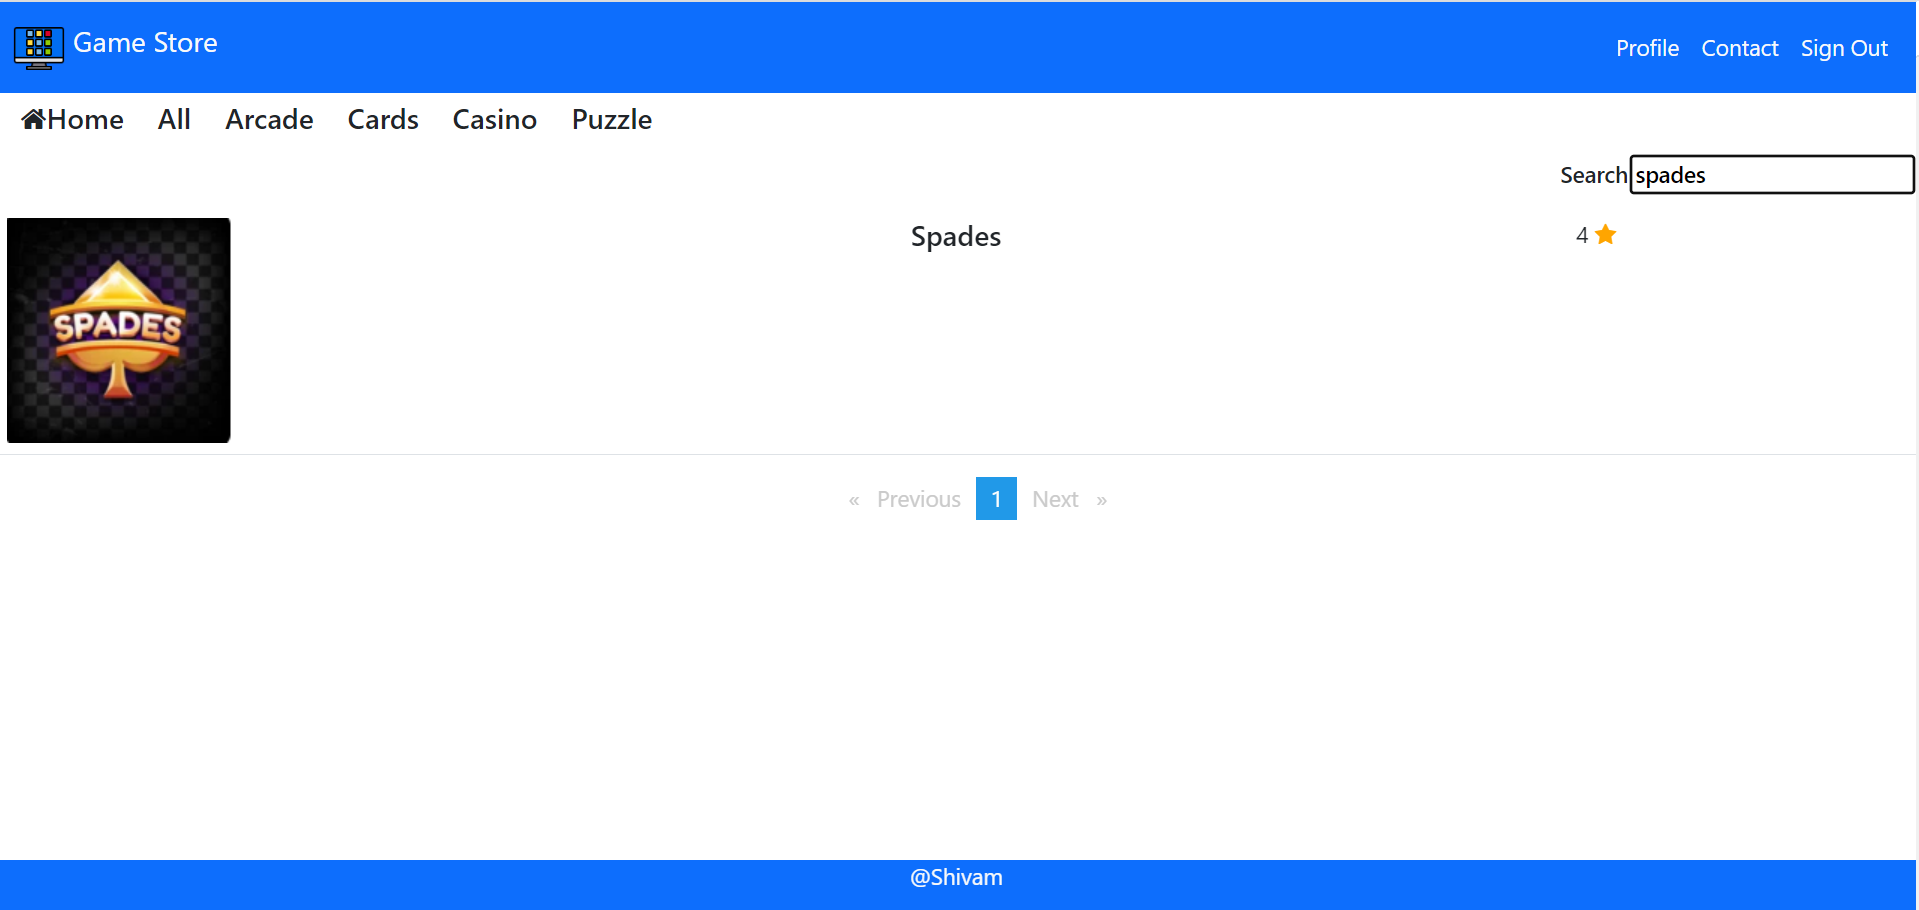 Game Store
Profile Contact Sign Out
Home All Arcade Cards Casino Puzzle
Search spades
SPADES
Spades
4
« Previous 1 Next »
@Shivam